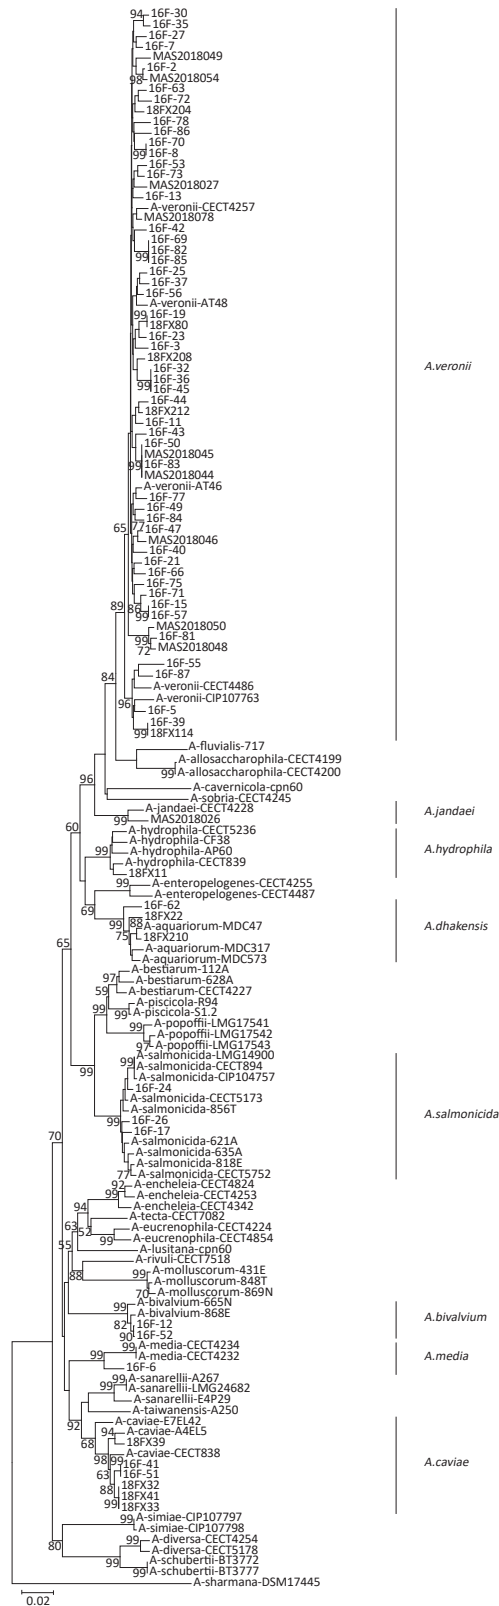 94
16F-30
16F-35
16F-27
16F-7
MAS2018049
16F-2
98
MAS2018054
16F-63
16F-72
18FX204
16F-78
16F-86
16F-70
99
16F-8
16F-53
16F-73
MAS2018027
16F-13
A-veronii-CECT4257
MAS2018078
16F-42
16F-69
16F-82
99
16F-85
16F-25
16F-37
16F-56
A-veronii-AT48
99
16F-19
18FX80
16F-23
16F-3
18FX208
16F-32
A.veronii
16F-36
99
16F-45
16F-44
18FX212
16F-11
16F-43
16F-50
MAS2018045
99
16F-83
MAS2018044
A-veronii-AT46
16F-77
16F-49
16F-84
65
77
16F-47
MAS2018046
16F-40
16F-21
16F-66
16F-75
16F-71
89
86
16F-15
99
16F-57
MAS2018050
99
16F-81
72
MAS2018048
16F-55
16F-87
84
A-veronii-CECT4486
A-veronii-CIP107763
96
16F-5
16F-39
99
18FX114
A-fluvialis-717
A-allosaccharophila-CECT4199
99
A-allosaccharophila-CECT4200
96
A-cavernicola-cpn60
A-sobria-CECT4245
A-jandaei-CECT4228
A.jandaei
99
MAS2018026
60
A-hydrophila-CECT5236
A-hydrophila-CF38
A.hydrophila
99
A-hydrophila-AP60
A-hydrophila-CECT839
18FX11
99
A-enteropelogenes-CECT4255
A-enteropelogenes-CECT4487
69
16F-62
18FX22
99
88
A-aquariorum-MDC47
A.dhakensis
75
18FX210
65
A-aquariorum-MDC317
A-aquariorum-MDC573
A-bestiarum-112A
97
A-bestiarum-628A
59
A-bestiarum-CECT4227
A-piscicola-R94
99
99
A-piscicola-S1.2
99
A-popoffii-LMG17541
A-popoffii-LMG17542
97
A-popoffii-LMG17543
99
99
A-salmonicida-LMG14900
A-salmonicida-CECT894
A-salmonicida-CIP104757
16F-24
A-salmonicida-CECT5173
A-salmonicida-856T
A.salmonicida
99
16F-26
16F-17
70
A-salmonicida-621A
A-salmonicida-635A
A-salmonicida-818E
77
A-salmonicida-CECT5752
92
A-encheleia-CECT4824
99
A-encheleia-CECT4253
94
A-encheleia-CECT4342
A-tecta-CECT7082
63
52
A-eucrenophila-CECT4224
99
A-eucrenophila-CECT4854
55
A-lusitana-cpn60
A-rivuli-CECT7518
88
99
A-molluscorum-431E
A-molluscorum-848T
70
A-molluscorum-869N
99
A-bivalvium-665N
A-bivalvium-868E
A.bivalvium
82
16F-12
90
16F-52
A-media-CECT4234
99
A-media-CECT4232
A.media
99
16F-6
99
A-sanarellii-A267
A-sanarellii-LMG24682
99
A-sanarellii-E4P29
A-taiwanensis-A250
92
A-caviae-E7EL42
94
A-caviae-A4EL5
68
18FX39
A-caviae-CECT838
98
99
16F-41
A.caviae
63
16F-51
88
18FX32
18FX41
99
18FX33
99
A-simiae-CIP107797
A-simiae-CIP107798
80
A-diversa-CECT4254
A-diversa-CECT5178
99
A-schubertii-BT3772
99
A-schubertii-BT3777
A-sharmana-DSM17445
0.02